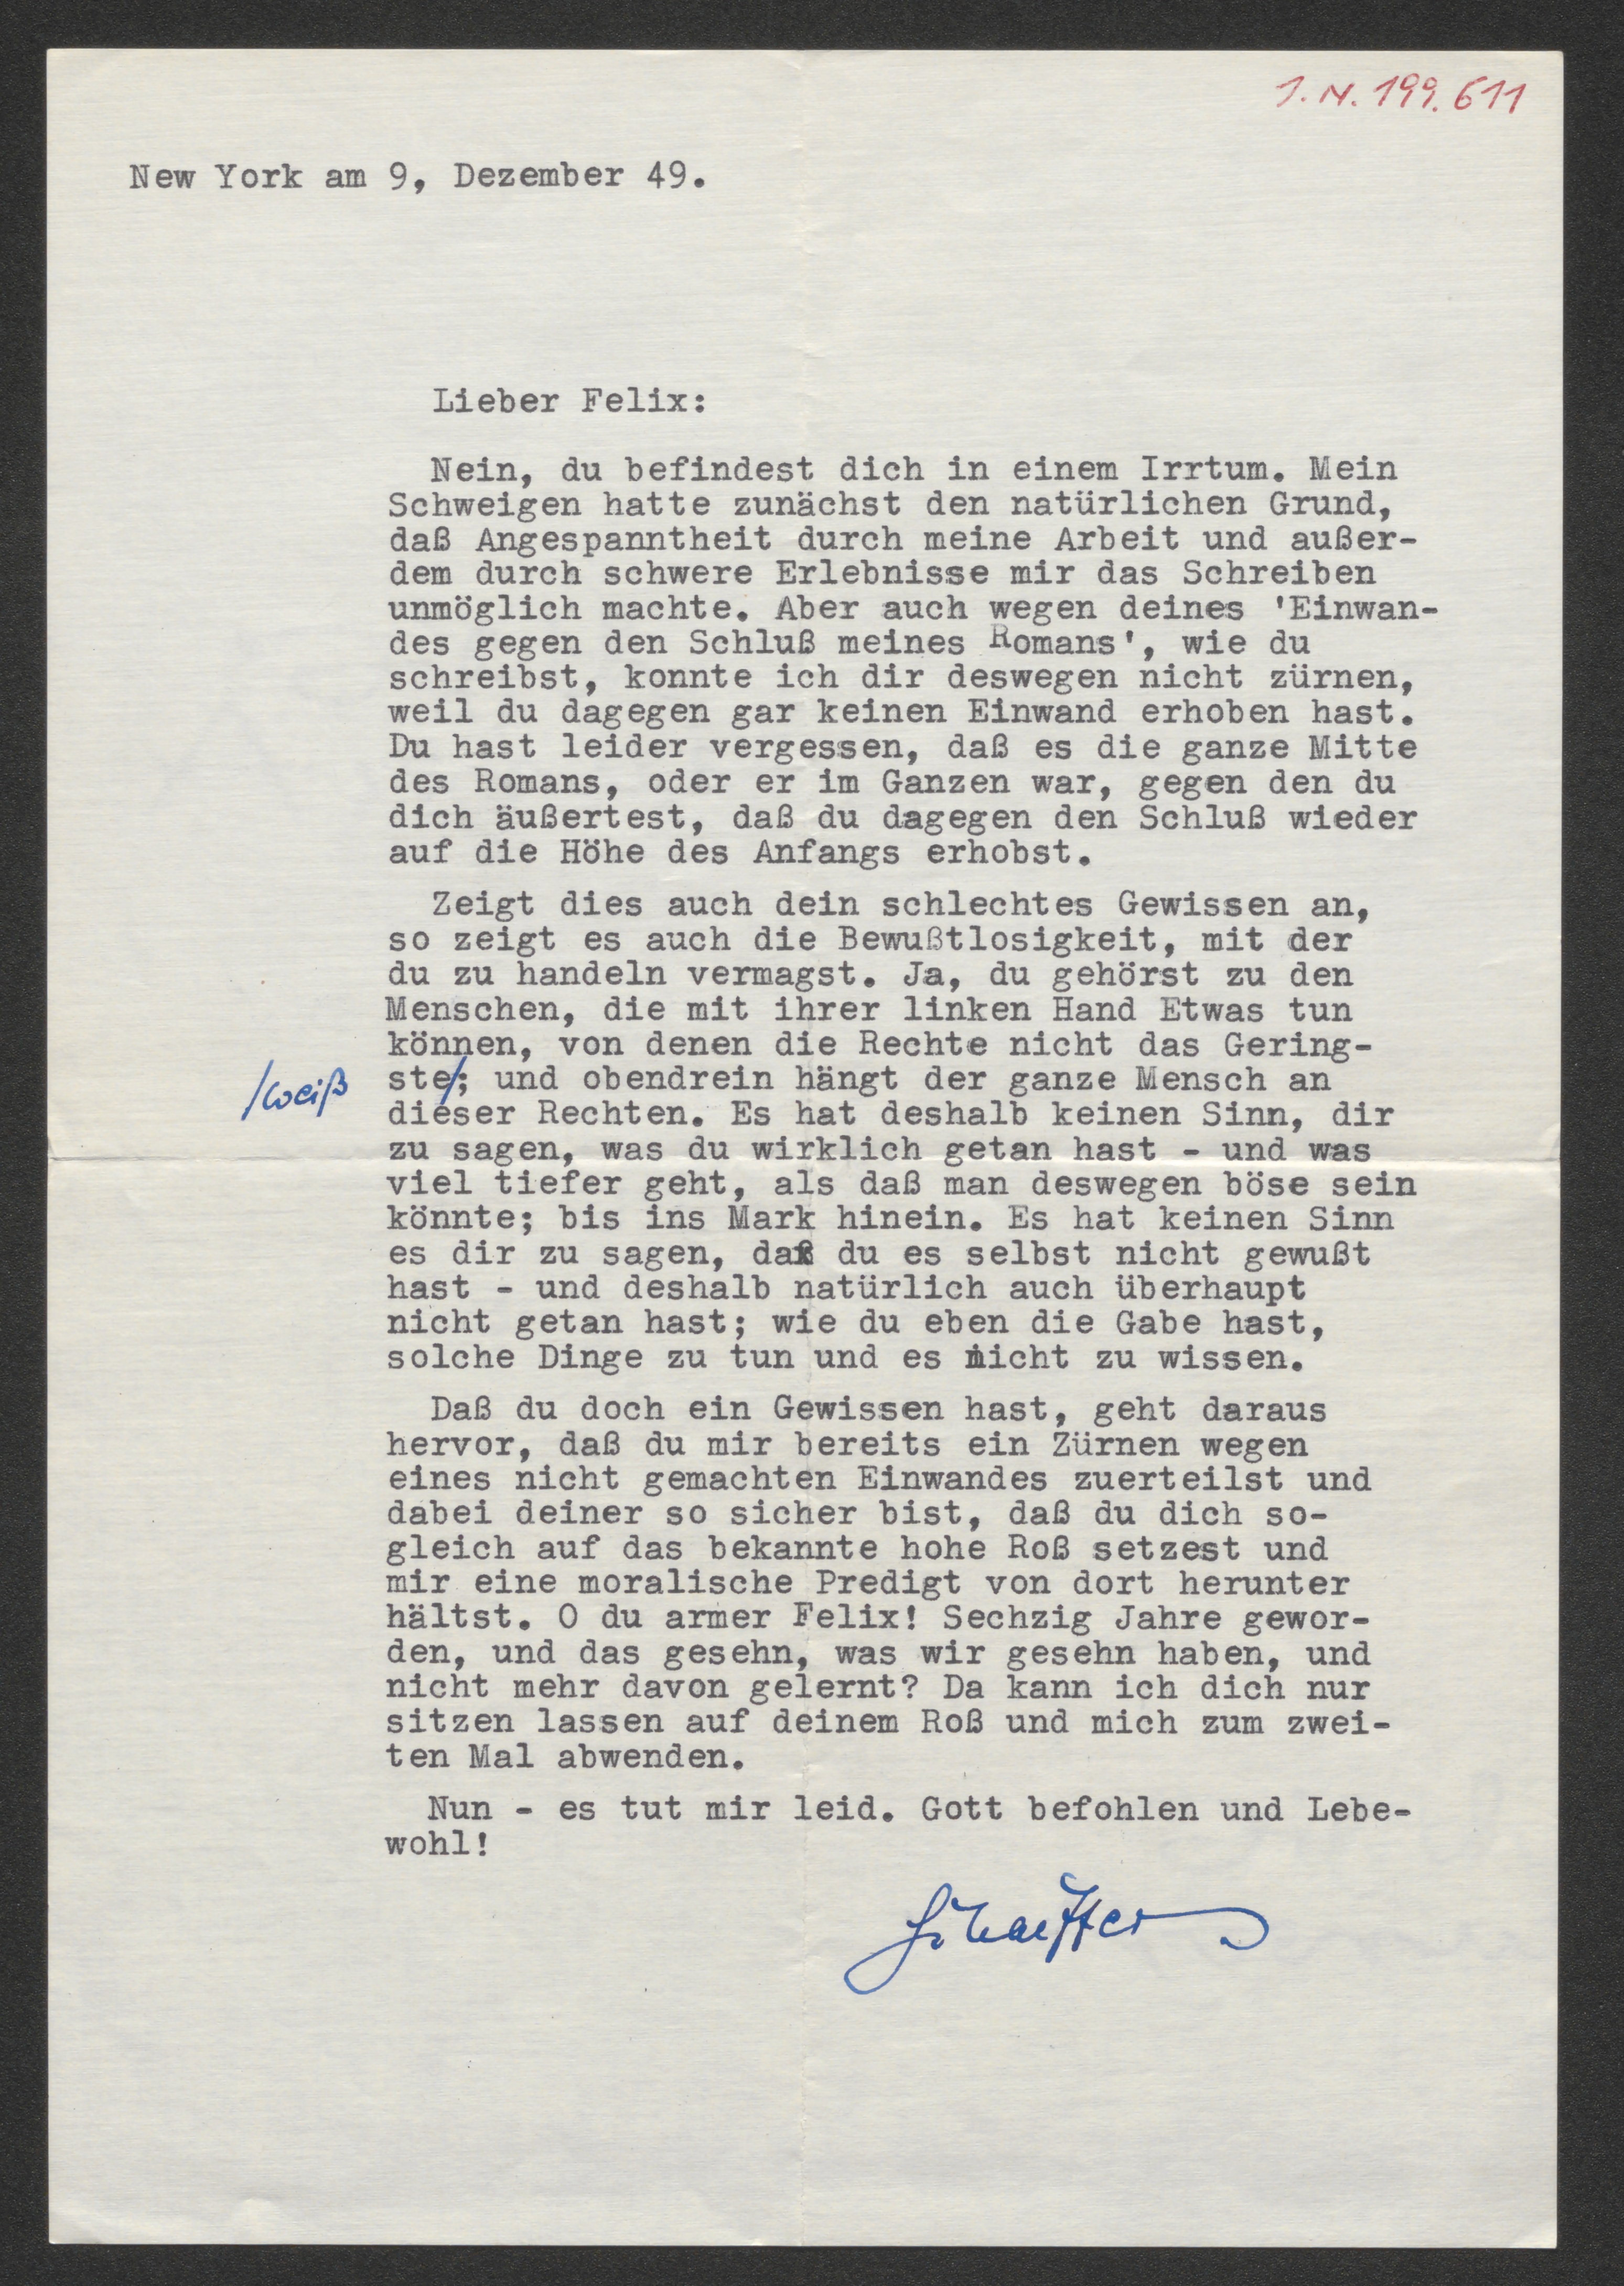 J. N. 199.611
New York am 9, Dezember 49.
Lieber Felix:
Nein, du befindest dich in einem Irrtum. Mein
Schweigen hatte zunächst den natürlichen Grund,
daß Angespanntheit durch meine Arbeit und außer-
dem durch schwere Erlebnisse mir das Schreiben
unmöglich machte. Aber auch wegen deines 'Einwan-
des gegen den Schluß meines Romans', wie du
schreibst, konnte ich dir deswegen nicht zürnen,
weil du dagegen gar keinen Einwand erhoben hast.
Du hast leider vergessen, daß es die ganze Mitte
des Romans, oder er im Ganzen war, gegen den du
dich äußertest, daß du dagegen den Schluß wieder
auf die Höhe des Anfangs erhobst.
Zeigt dies auch dein schlechtes Gewissen an,
so zeigt es auch die Bewußtlosigkeit, mit der
du zu handeln vermagst. Ja, du gehörst zu den
Menschen, die mit ihrer linken Hand Etwas tun
können, von denen die Rechte nicht das Gering-
/weiß ste/; und obendrein hängt der ganze Mensch an
dieser Rechten. Es hat deshalb keinen Sinn, dir
zu sagen, was du wirklich getan hast - und was
viel tiefer geht, als daß man deswegen böse sein
könnte; bis ins Mark hinein. Es hat keinen Sinn
es dir zu sagen, daß du es selbst nicht gewußt
hast - und deshalb natürlich auch überhaupt
nicht getan hast; wie du eben die Gabe hast,
solche Dinge zu tun und es nicht zu wissen.
Daß du doch ein Gewissen hast, geht daraus
hervor, daß du mir bereits ein Zürnen wegen
eines nicht gemachten Einwandes zuerteilst und
dabei deiner so sicher bist, daß du dich so-
gleich auf das bekannte hohe Roß setzest und
mir eine moralische Predigt von dort herunter
hältst. O du armer Felix! Sechzig Jahre gewor-
den, und das gesehn, was wir gesehn haben, und
nicht mehr davon gelernt? Da kann ich dich nur
sitzen lassen auf deinem Roß und mich zum zwei-
ten Mal abwenden.
Nun - es tut mir leid. Gott befohlen und Lebe-
wohl!
Schaeffer